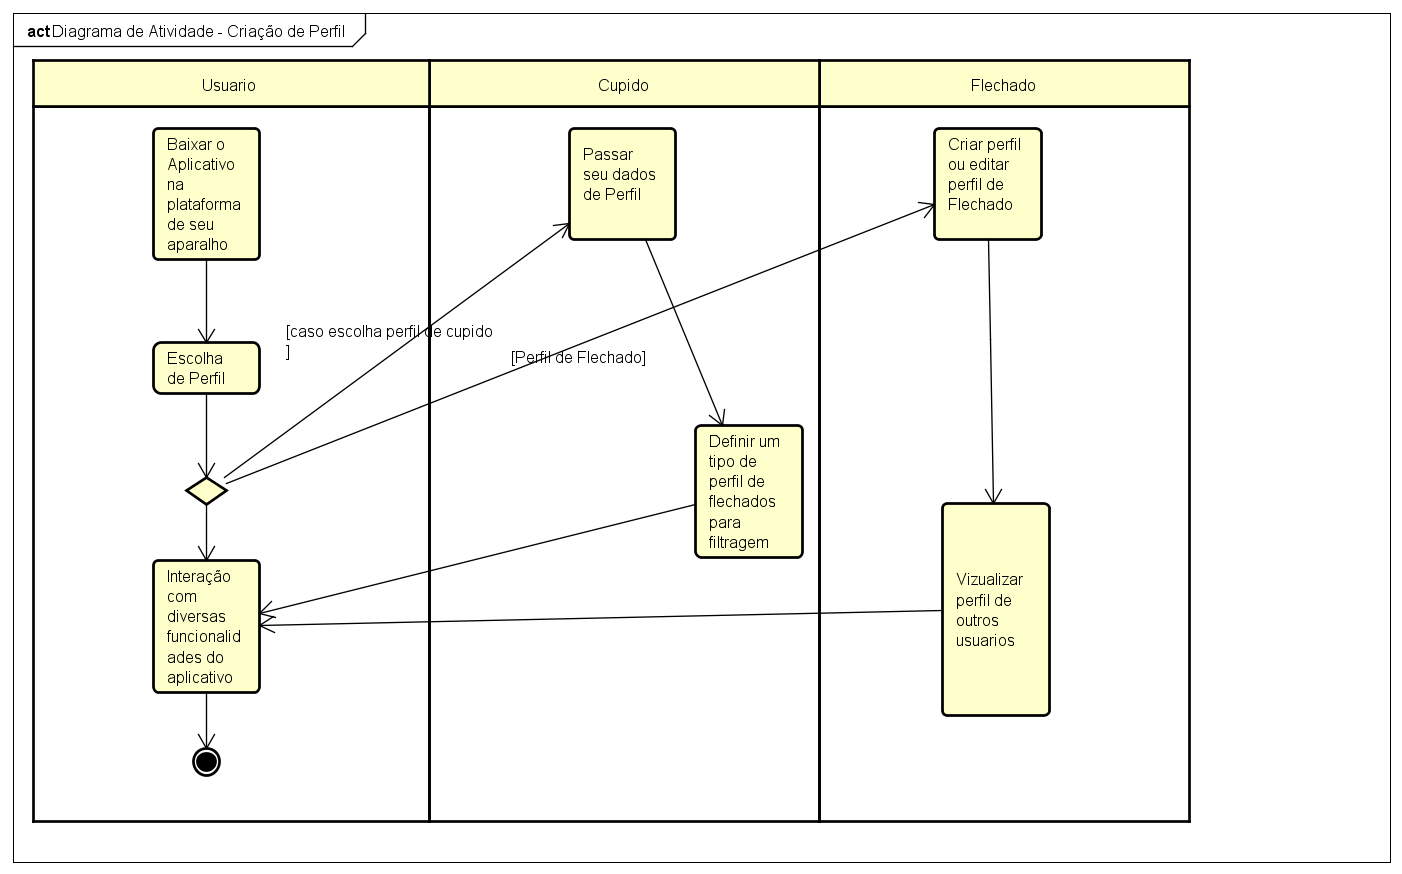 act Diagrama de Atividade - Criação de Perfil
Usuario
Cupido
Flechado
Baixar o
Aplicativo
na
plataforma
de seu
aparalho
Passar
seu dados
de Perfil
Criar perfil
ou editar
perfil de
Flechado
[caso escolha perfil de cupido
]
[Perfil de Flechado]
Escolha
de Perfil
Definir um
tipo de
perfil de
flechados
para
filtragem
Interação
com
diversas
funcionalid
ades do
aplicativo
Vizualizar
perfil de
outros
usuarios